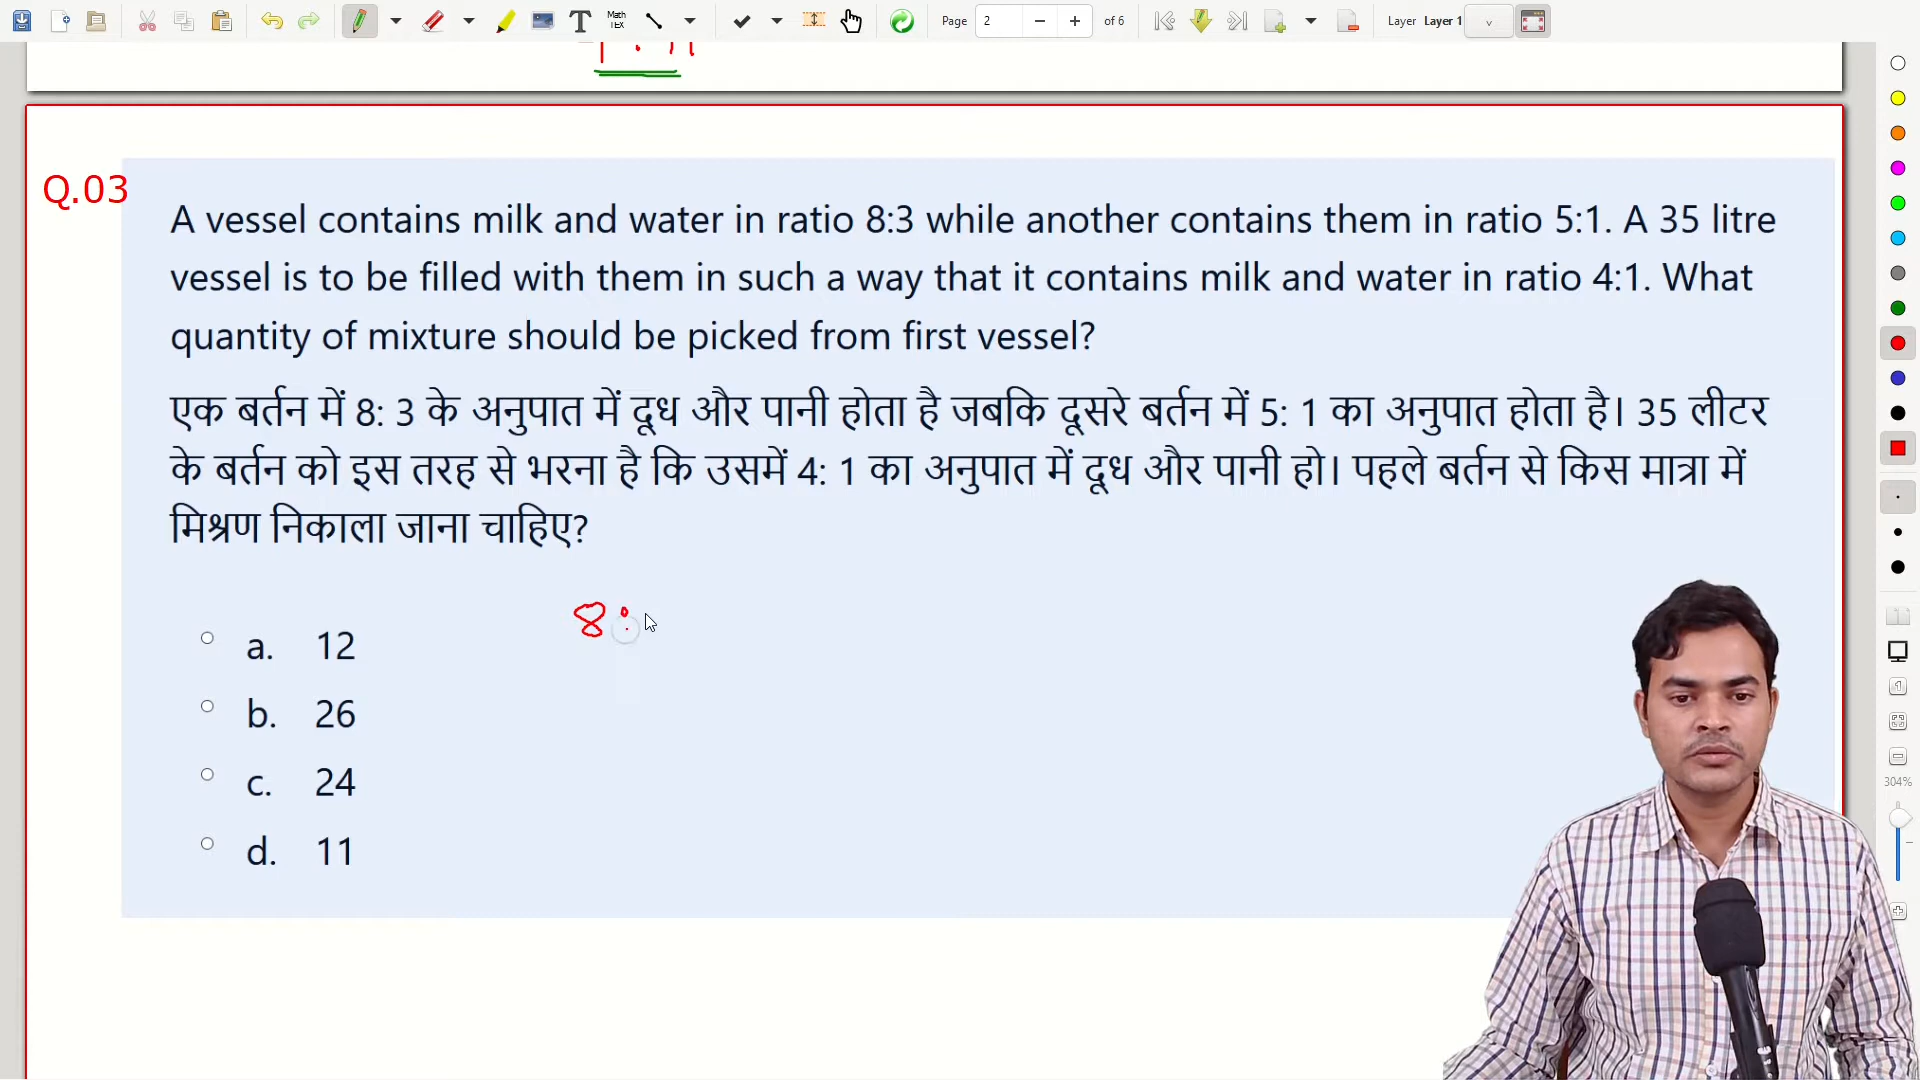 Math
TEX
Page 2 of 6
Layer Layer 1
Q.03
A vessel contains milk and water in ratio 8:3 while another contains them in ratio 5:1. A 35 litre
vessel is to be filled with them in such a way that it contains milk and water in ratio 4:1. What
quantity of mixture should be picked from first vessel?
एक बर्तन में 8: 3 के अनुपात में दूध और पानी होता है जबकि दूसरे बर्तन में 5: 1 का अनुपात होता है। 35 लीटर
के बर्तन को इस तरह से भरना है कि उसमें 4: 1 का अनुपात में दूध और पानी हो। पहले बर्तन से किस मात्रा में
मिश्रण निकाला जाना चाहिए?
8:
a. 12
b. 26
c. 24
d. 11
304%